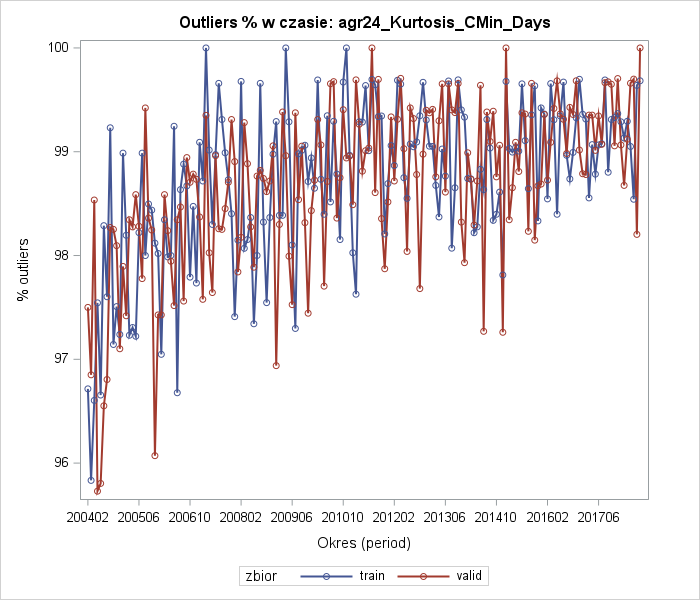 Outliers % w czasie: agr24_Kurtosis_CMin_Days
% outliers
100
99
98
97
96
200402 200506 200610 200802 200906 201010 201202 201306 201410 201602 201706
Okres (period)
zbior train valid